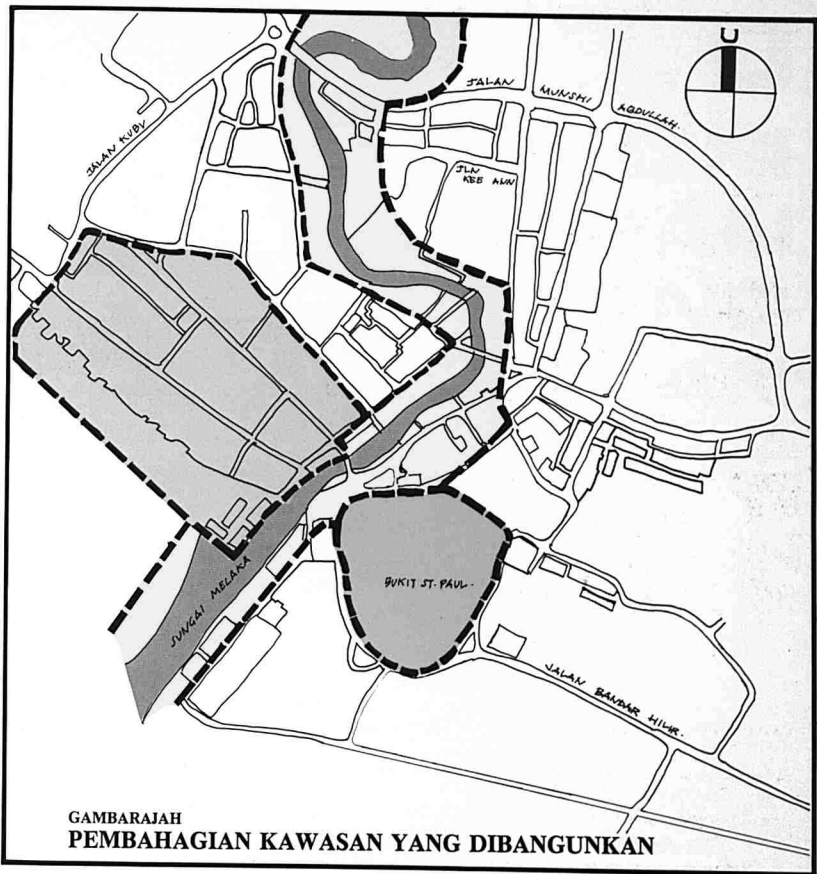 U
JALAN
MUNSHI
ABDULLAH.
JALAN KUBU
JLN
KEE ANN
BUKIT ST. PAUL.
SUNGAI MELAKA
JALAN BANDAR HILIR.
GAMBARAJAH
PEMBAHAGIAN KAWASAN YANG DIBANGUNKAN